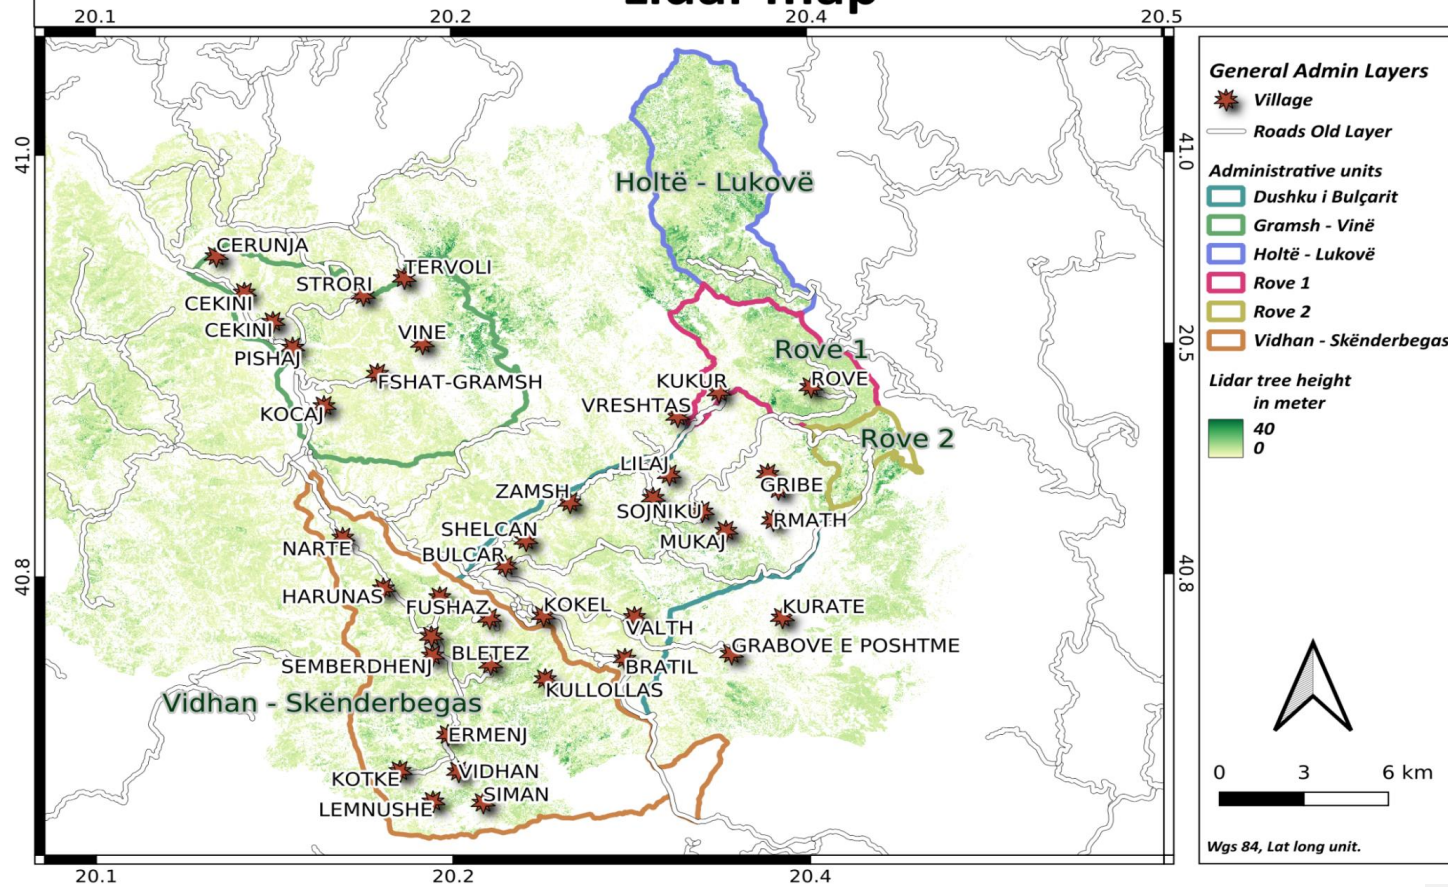 Lidar map
20.1
20.2
20.4
20.5
41.0
41.0
20.5
40.8
40.8
Holtë - Lukovë
CERUNJA
TERVOLI
STRORI
CEKINI
CEKINI
VINE
PISHAJ
FSHAT-GRAMSH
KOCAJ
Rove 1
KUKUR
ROVE
VRESHTAS
Rove 2
LILAJ
GRIBE
ZAMSH
SOJNIKU
RMATH
SHELCAN
MUKAJ
BULCAR
NARTE
HARUNAS
FUSHAZ
KOKEL
KURATE
VALTH
GRABOVE E POSHTME
BLETEZ
SEMBERDHENJ
BRATIL
KULLOLLAS
Vidhan - Skënderbegas
ERMENJ
KOTKE
VIDHAN
SIMAN
LEMNUSHE
20.1
20.2
20.4
General Admin Layers
Village
Roads Old Layer
Administrative units
Dushku i Bulçarit
Gramsh - Vinë
Holtë - Lukovë
Rove 1
Rove 2
Vidhan - Skënderbegas
Lidar tree height
in meter
40
0
0 3 6 km
Wgs 84, Lat long unit.